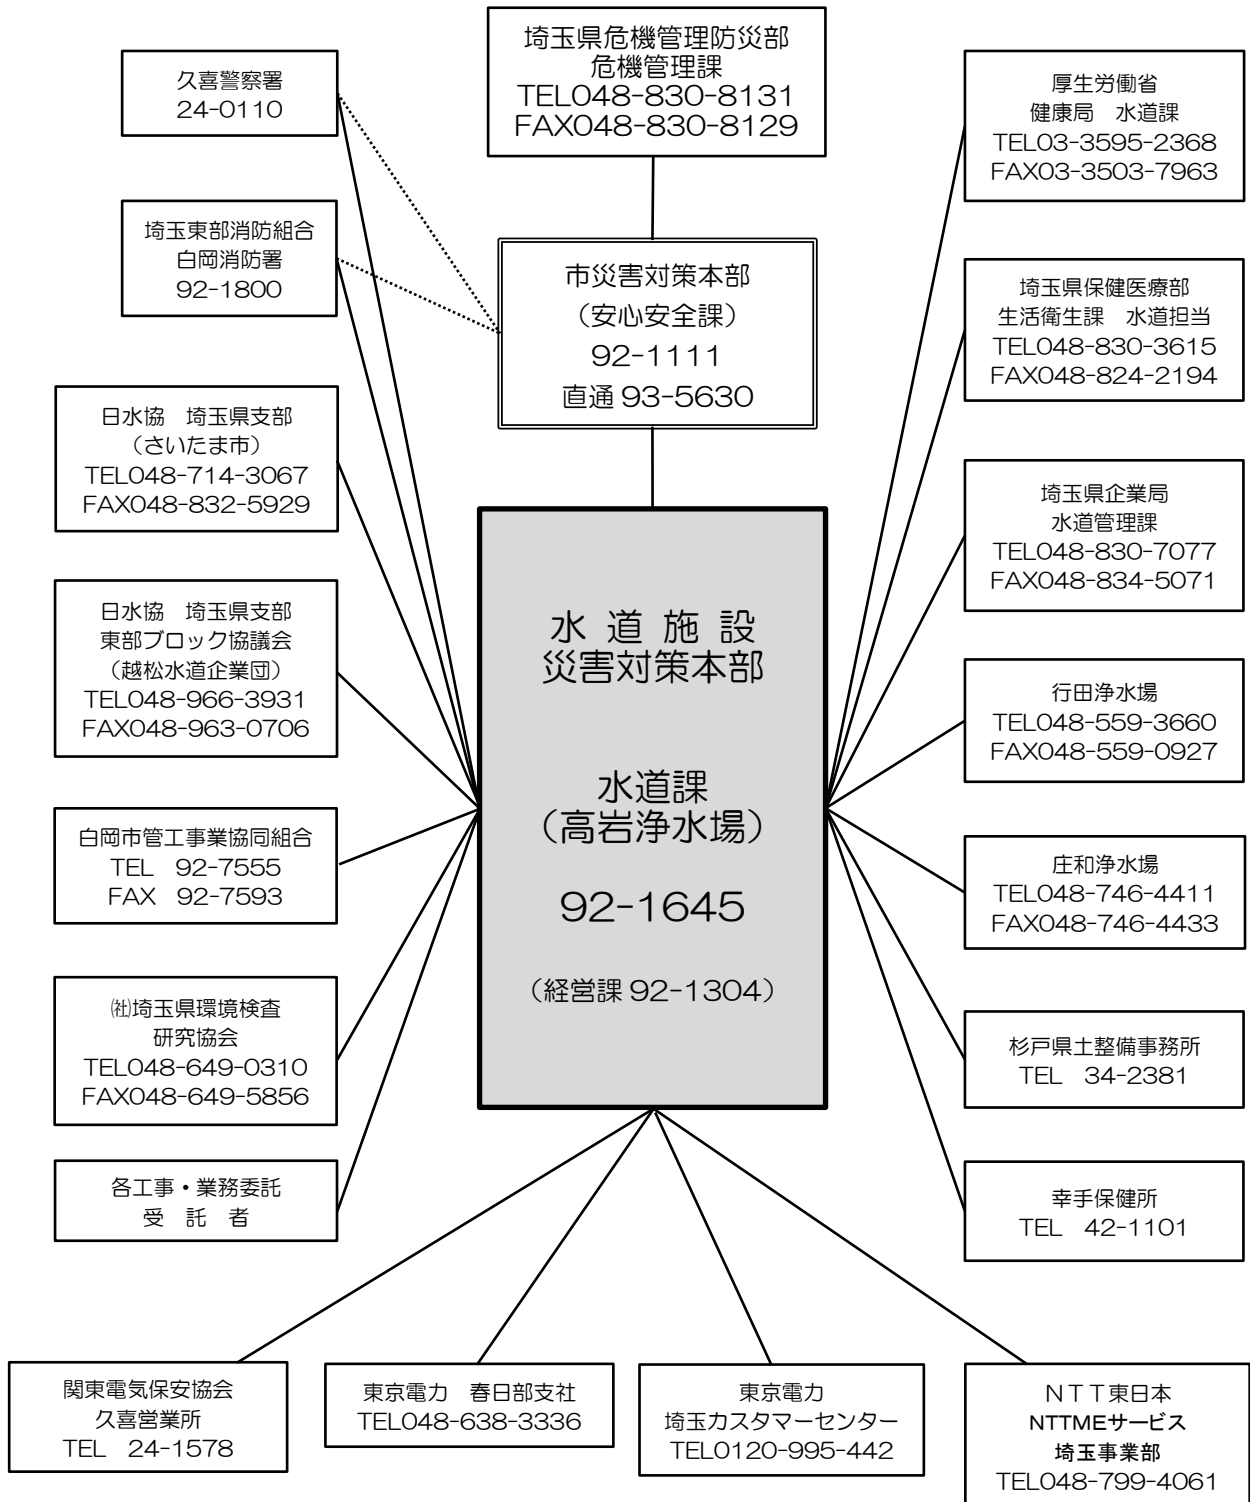 埼玉県危機管理防災部
危機管理課
TEL048-830-8131
FAX048-830-8129
久喜警察署
24-0110
埼玉東部消防組合
白岡消防署
92-1800
市災害対策本部
（安心安全課）
92-1111
直通 93-5630
日水協　埼玉県支部
（さいたま市）
TEL048-714-3067
FAX048-832-5929
日水協　埼玉県支部
東部ブロック協議会
（越松水道企業団）
TEL048-966-3931
FAX048-963-0706
白岡市管工事業協同組合
TEL　92-7555
FAX　92-7593
㈳埼玉県環境検査
研究協会
TEL048-649-0310
FAX048-649-5856
各工事・業務委託
受　託　者
水 道 施 設
災害対策本部
水道課
（高岩浄水場）
92-1645
（経営課 92-1304）
厚生労働省
健康局　水道課
TEL03-3595-2368
FAX03-3503-7963
埼玉県保健医療部
生活衛生課　水道担当
TEL048-830-3615
FAX048-824-2194
埼玉県企業局
水道管理課
TEL048-830-7077
FAX048-834-5071
行田浄水場
TEL048-559-3660
FAX048-559-0927
庄和浄水場
TEL048-746-4411
FAX048-746-4433
杉戸県土整備事務所
TEL　34-2381
幸手保健所
TEL　42-1101
関東電気保安協会
久喜営業所
TEL　24-1578
東京電力　春日部支社
TEL048-638-3336
東京電力
埼玉カスタマーセンター
TEL0120-995-442
ＮＴＴ東日本
NTTMEサービス
埼玉事業部
TEL048-799-4061